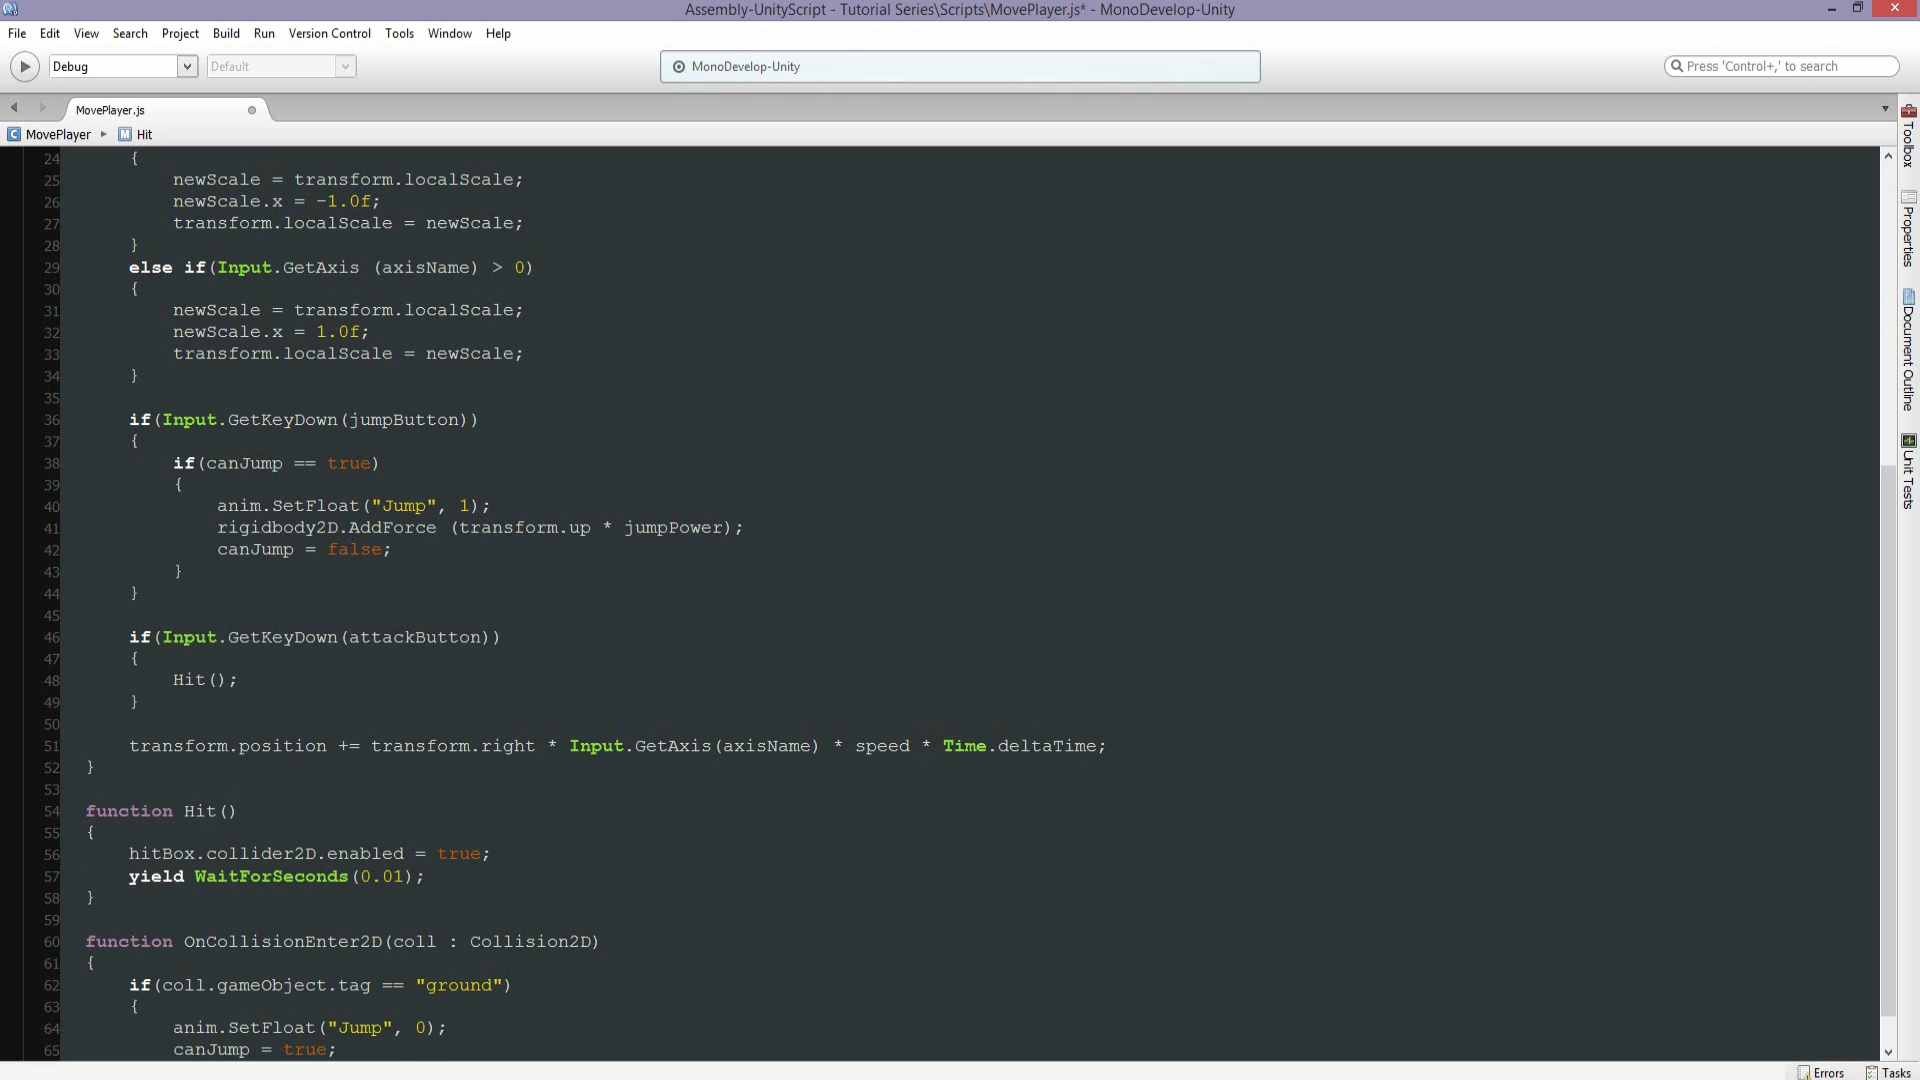 Assembly-UnityScript - Tutorial Series\Scripts\MovePlayer.js* - MonoDevelop-Unity
File Edit View Search Project Build Run Version Control Tools Window Help
Debug Default MonoDevelop-Unity Press 'Control+,' to search
MovePlayer.js
MovePlayer Hit
24 {
25 newScale = transform.localScale;
26 newScale.x = -1.0f;
27 transform.localScale = newScale;
28 }
29 else if(Input.GetAxis (axisName) > 0)
30 {
31 newScale = transform.localScale;
32 newScale.x = 1.0f;
33 transform.localScale = newScale;
34 }
35
36 if(Input.GetKeyDown(jumpButton))
37 {
38 if(canJump == true)
39 {
40 anim.SetFloat("Jump", 1);
41 rigidbody2D.AddForce (transform.up * jumpPower);
42 canJump = false;
43 }
44 }
45
46 if(Input.GetKeyDown(attackButton))
47 {
48 Hit();
49 }
50
51 transform.position += transform.right * Input.GetAxis(axisName) * speed * Time.deltaTime;
52 }
53
54 function Hit()
55 {
56 hitBox.collider2D.enabled = true;
57 yield WaitForSeconds(0.01);
58 }
59
60 function OnCollisionEnter2D(coll : Collision2D)
61 {
62 if(coll.gameObject.tag == "ground")
63 {
64 anim.SetFloat("Jump", 0);
65 canJump = true;
Toolbox
Properties
Document Outline
Unit Tests
Errors Tasks